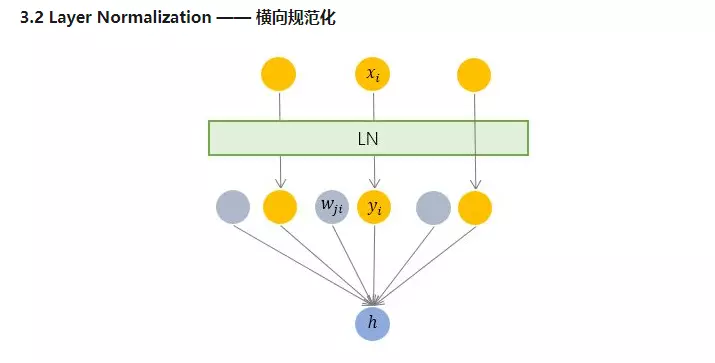 3.2 Layer Normalization —— 横向规范化
x_i
LN
w_ji y_i
h